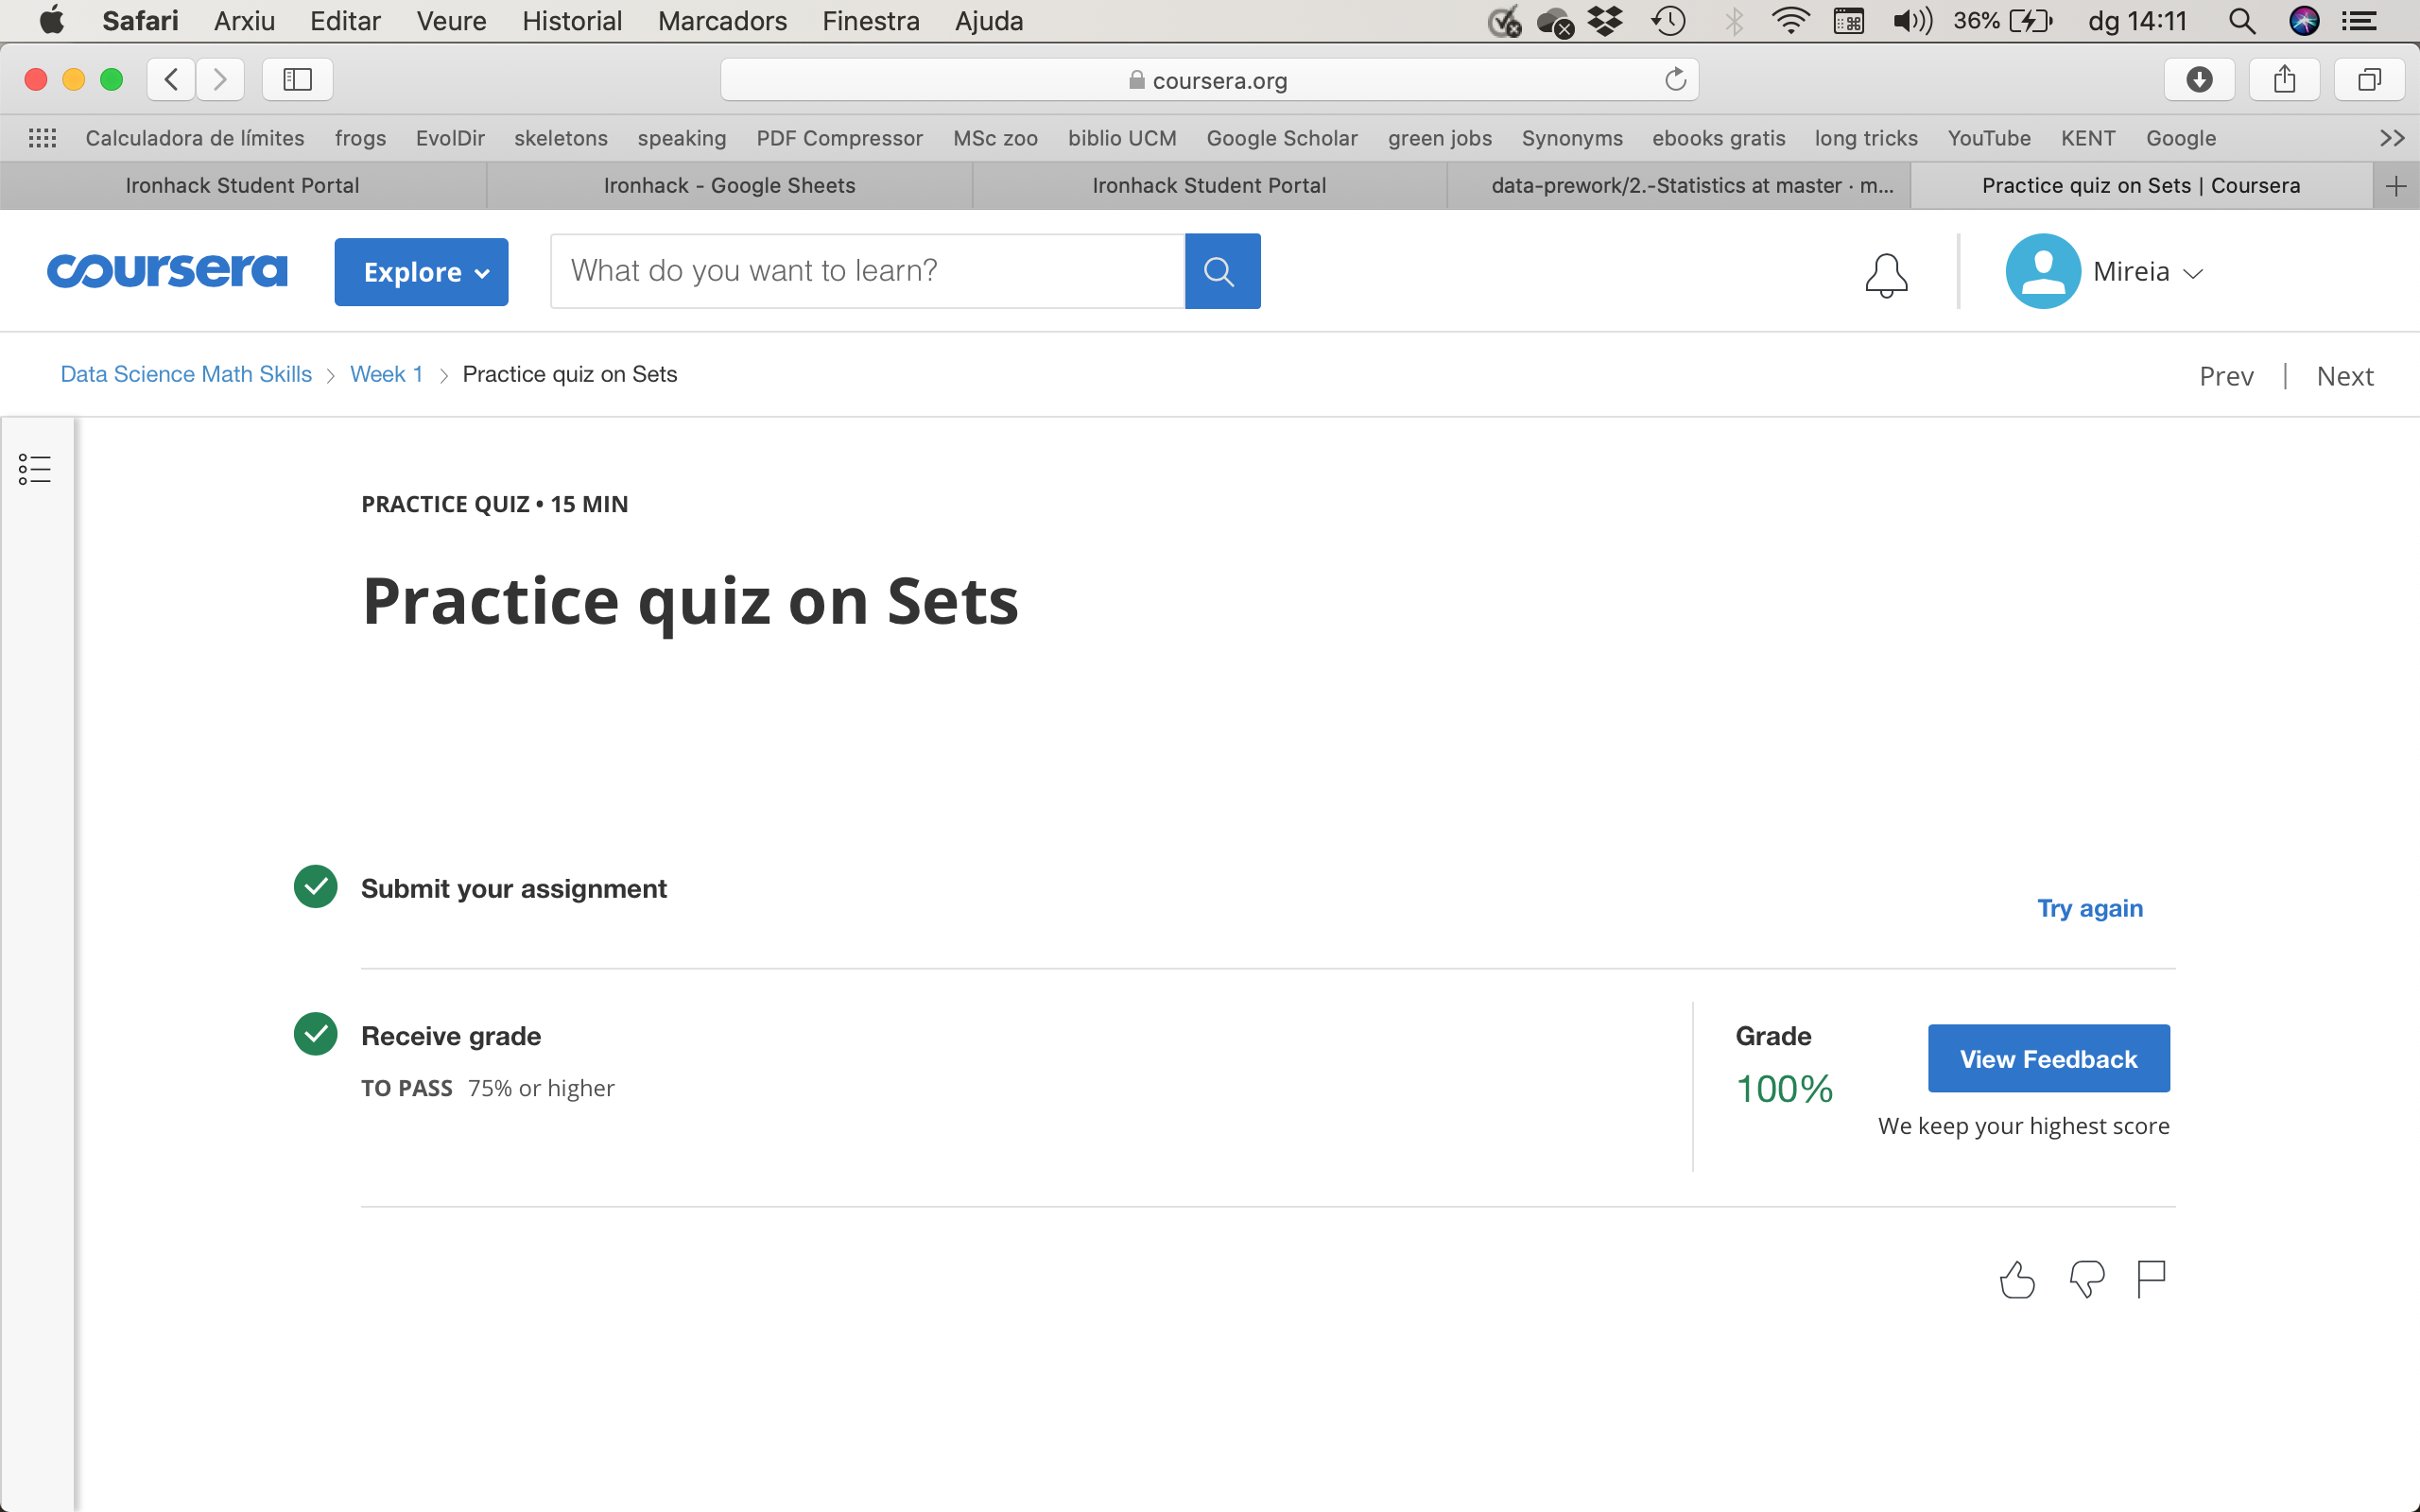 Safari Arxiu Editar Veure Historial Marcadors Finestra Ajuda 36% dg 14:11
coursera.org
Calculadora de límites frogs EvolDir skeletons speaking PDF Compressor MSc zoo biblio UCM Google Scholar green jobs Synonyms ebooks gratis long tricks YouTube KENT Google
Ironhack Student Portal Ironhack - Google Sheets Ironhack Student Portal data-prework/2.-Statistics at master · m... Practice quiz on Sets | Coursera
coursera Explore What do you want to learn? Mireia
Data Science Math Skills Week 1 Practice quiz on Sets Prev | Next
PRACTICE QUIZ • 15 MIN
Practice quiz on Sets
Submit your assignment
Try again
Receive grade Grade
View Feedback
TO PASS 75% or higher 100%
We keep your highest score